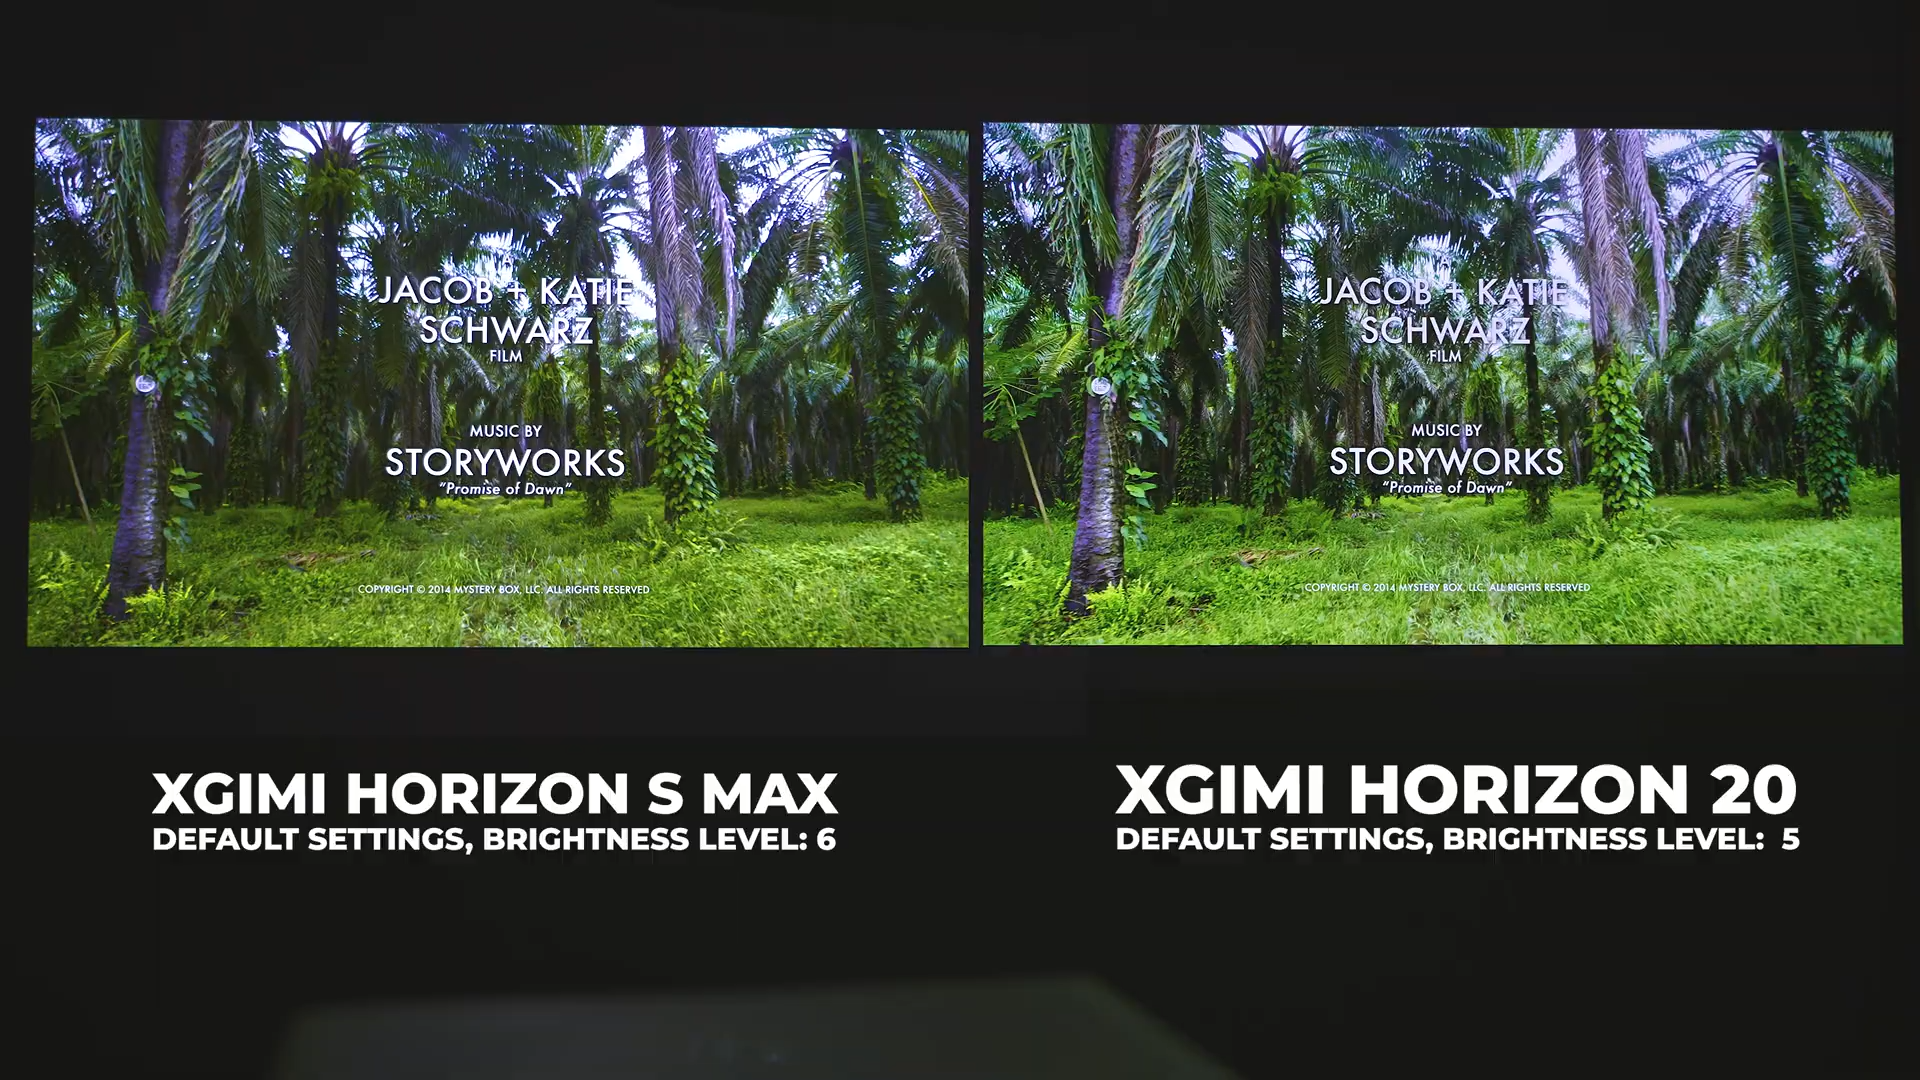 JACOB + KATIE
SCHWARZ
FILM
MUSIC BY
STORYWORKS
"Promise of Dawn"
COPYRIGHT © 2014 MYSTERY BOX, LLC. ALL RIGHTS RESERVED
JACOB + KATIE
SCHWARZ
FILM
MUSIC BY
STORYWORKS
"Promise of Dawn"
COPYRIGHT © 2014 MYSTERY BOX, LLC. ALL RIGHTS RESERVED
XGIMI HORIZON S MAX
DEFAULT SETTINGS, BRIGHTNESS LEVEL: 6
XGIMI HORIZON 20
DEFAULT SETTINGS, BRIGHTNESS LEVEL: 5